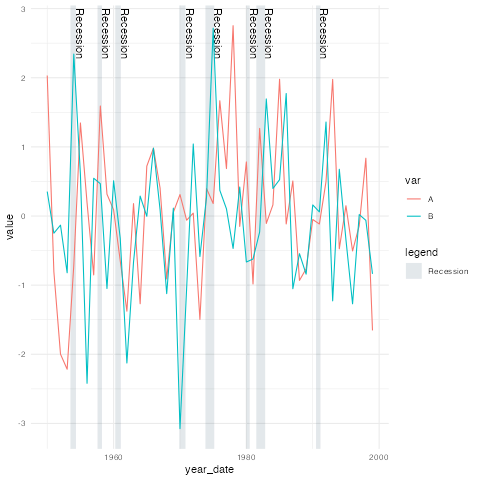 Recession
Recession
Recession
Recession
Recession
Recession
Recession
Recession
3
2
1
0
-1
-2
-3
value
1960
1980
2000
year_date
var
A
B
legend
Recession